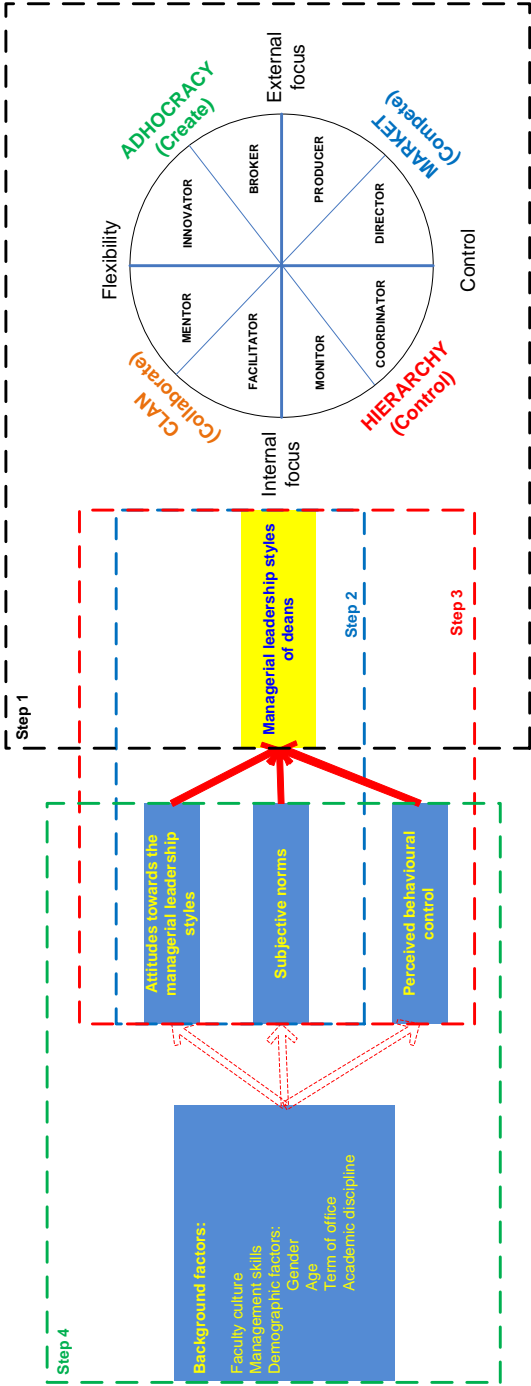 Step 4
Background factors:
Faculty culture
Management skills
Demographic factors:
Gender
Age
Term of office
Academic discipline
Attitudes towards the
managerial leadership
styles
Subjective norms
Perceived behavioural
control
Step 1
Managerial leadership styles
of deans
Step 2
Step 3
Internal
focus
CLAN
(Collaborate)
Flexibility
ADHOCRACY
(Create)
External
focus
MENTOR
INNOVATOR
FACILITATOR
BROKER
MONITOR
PRODUCER
COORDINATOR
DIRECTOR
HIERARCHY
(Control)
Control
MARKET
(Compete)